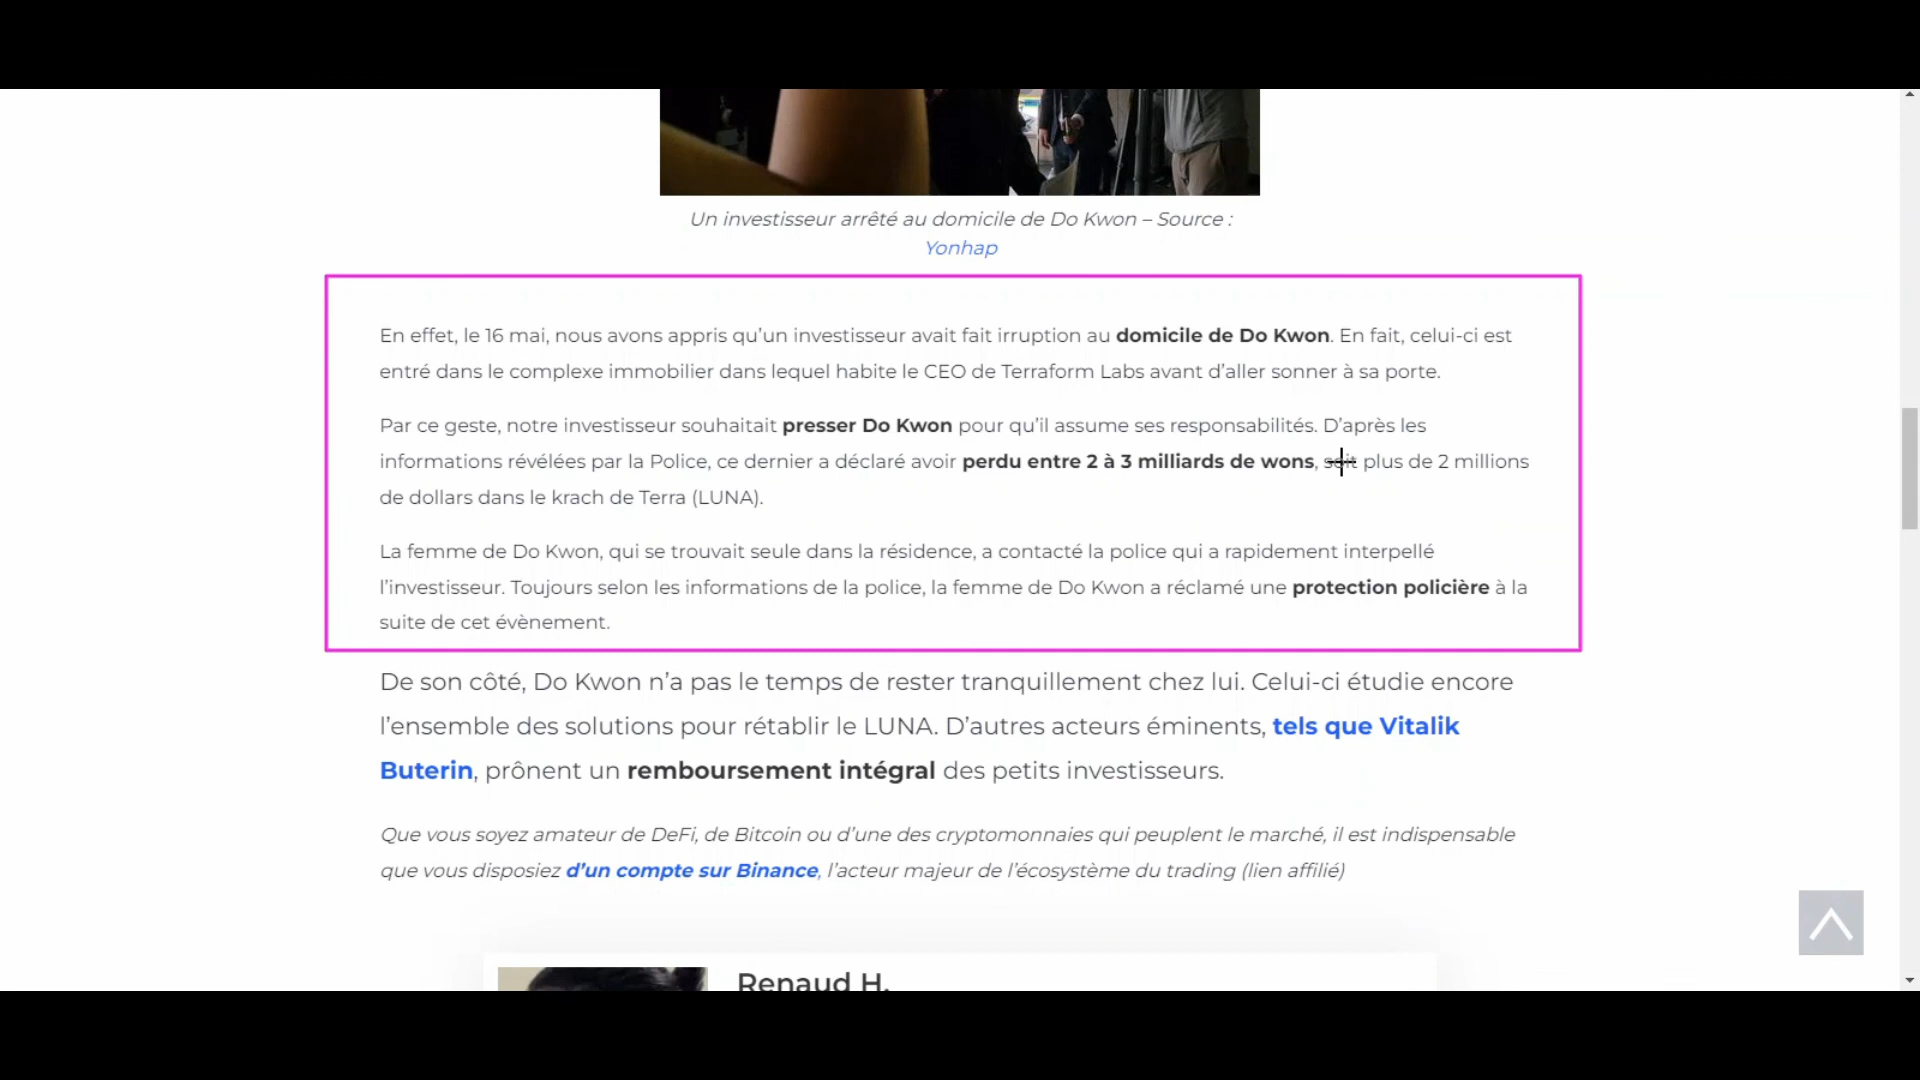 Un investisseur arrêté au domicile de Do Kwon – Source :
Yonhap
En effet, le 16 mai, nous avons appris qu’un investisseur avait fait irruption au domicile de Do Kwon. En fait, celui-ci est
entré dans le complexe immobilier dans lequel habite le CEO de Terraform Labs avant d’aller sonner à sa porte.
Par ce geste, notre investisseur souhaitait presser Do Kwon pour qu’il assume ses responsabilités. D’après les
informations révélées par la Police, ce dernier a déclaré avoir perdu entre 2 à 3 milliards de wons, soit plus de 2 millions
de dollars dans le krach de Terra (LUNA).
La femme de Do Kwon, qui se trouvait seule dans la résidence, a contacté la police qui a rapidement interpellé
l’investisseur. Toujours selon les informations de la police, la femme de Do Kwon a réclamé une protection policière à la
suite de cet évènement.
De son côté, Do Kwon n’a pas le temps de rester tranquillement chez lui. Celui-ci étudie encore
l’ensemble des solutions pour rétablir le LUNA. D’autres acteurs éminents, tels que Vitalik
Buterin, prônent un remboursement intégral des petits investisseurs.
Que vous soyez amateur de DeFi, de Bitcoin ou d’une des cryptomonnaies qui peuplent le marché, il est indispensable
que vous disposiez d’un compte sur Binance, l’acteur majeur de l’écosystème du trading (lien affilié)
Renaud H.